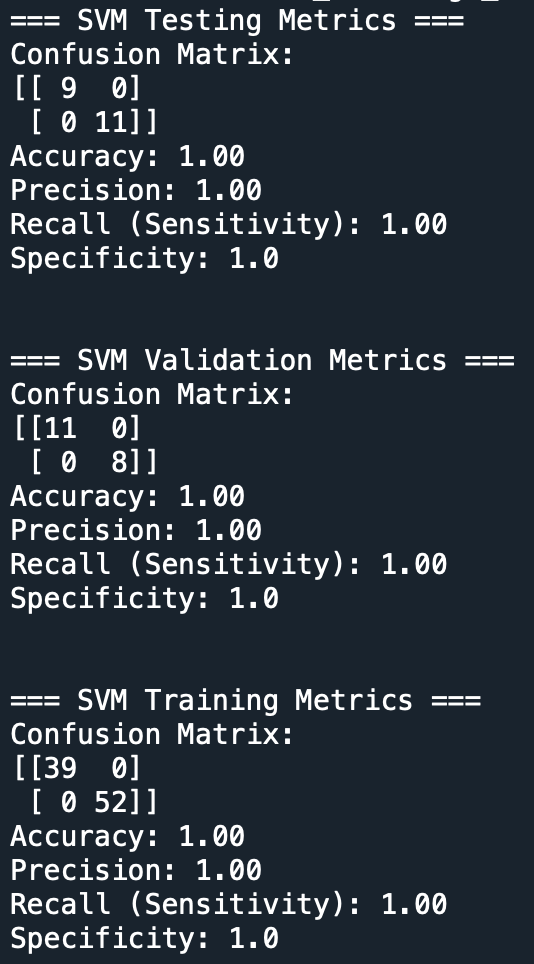 === SVM Testing Metrics ===
Confusion Matrix:
[[ 9  0]
 [ 0 11]]
Accuracy: 1.00
Precision: 1.00
Recall (Sensitivity): 1.00
Specificity: 1.0
=== SVM Validation Metrics ===
Confusion Matrix:
[[11  0]
 [ 0  8]]
Accuracy: 1.00
Precision: 1.00
Recall (Sensitivity): 1.00
Specificity: 1.0
=== SVM Training Metrics ===
Confusion Matrix:
[[39  0]
 [ 0 52]]
Accuracy: 1.00
Precision: 1.00
Recall (Sensitivity): 1.00
Specificity: 1.0